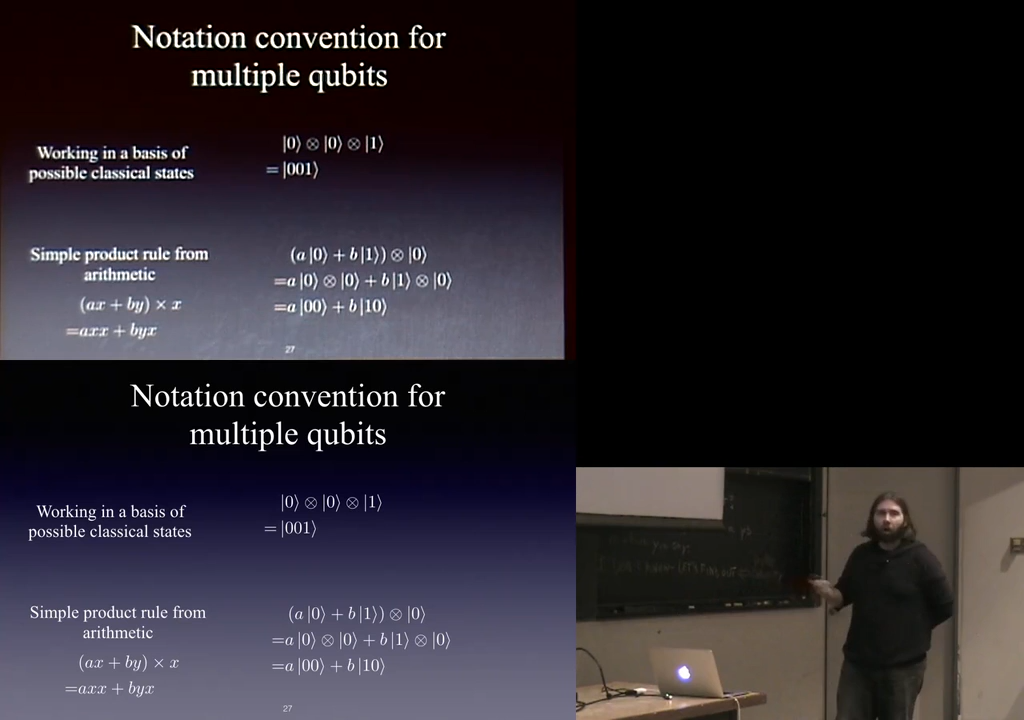 Notation convention for
multiple qubits
Working in a basis of
possible classical states
|0⟩ ⊗ |0⟩ ⊗ |1⟩
= |001⟩
Simple product rule from
arithmetic
(ax + by) × x
=axx + byx
(a |0⟩ + b |1⟩) ⊗ |0⟩
=a |0⟩ ⊗ |0⟩ + b |1⟩ ⊗ |0⟩
=a |00⟩ + b |10⟩
27
Notation convention for
multiple qubits
Working in a basis of
possible classical states
|0⟩ ⊗ |0⟩ ⊗ |1⟩
= |001⟩
Simple product rule from
arithmetic
(ax + by) × x
=axx + byx
(a |0⟩ + b |1⟩) ⊗ |0⟩
=a |0⟩ ⊗ |0⟩ + b |1⟩ ⊗ |0⟩
=a |00⟩ + b |10⟩
27